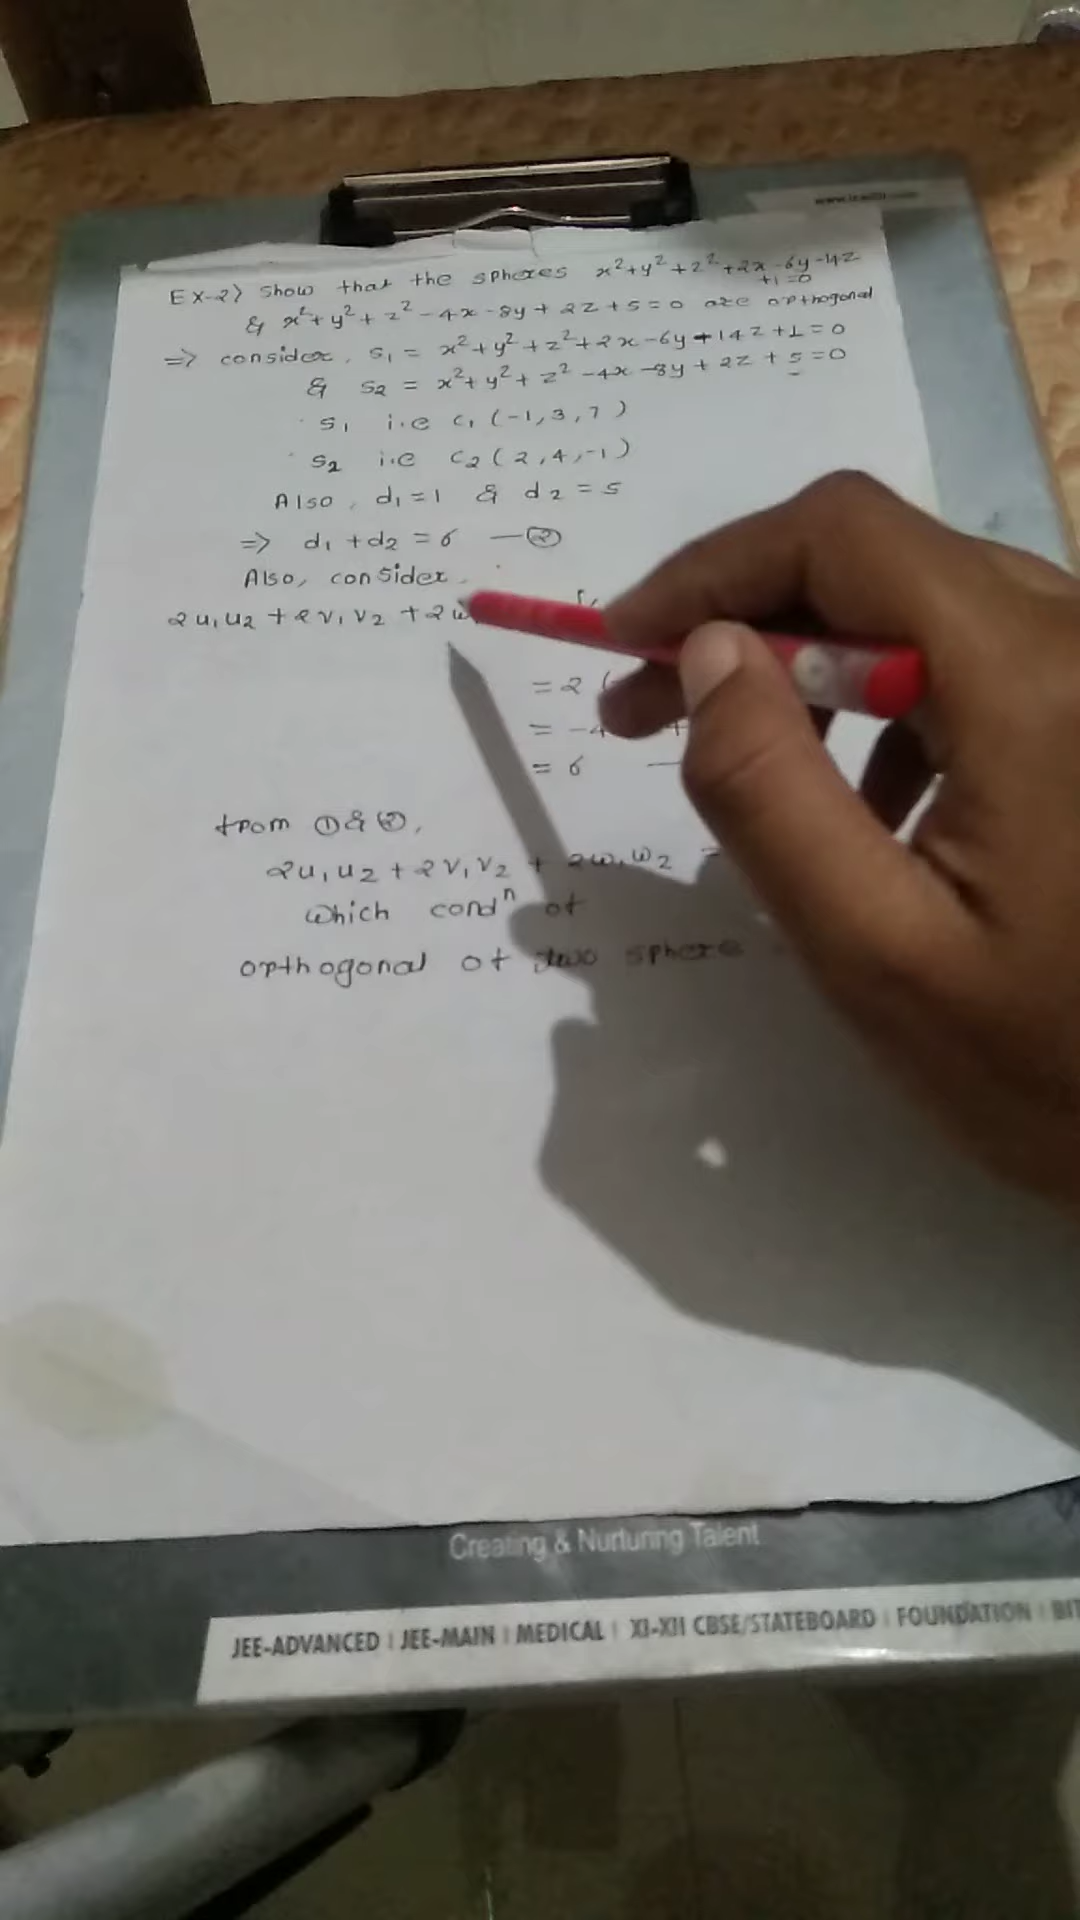 Ex-2) Show that the spheres x²+y²+z²+2x-6y-14z
+1=0
& x²+y²+z²-4x-8y+2z+5=0 are orthogonal
=> consider, S₁ = x²+y²+z²+2x-6y-14z+1=0
& S₂ = x²+y²+z²-4x-8y+2z+5=0
S₁ i.e C₁(-1,3,7)
S₂ i.e C₂(2,4,-1)
Also, d₁=1 & d₂=5
=> d₁+d₂=6 —②
Also, consider,
2u₁u₂+2v₁v₂+2w
= 2(
= -4
= 6 —
from ①&②,
2u₁u₂+2v₁v₂+2w₁w₂ =
which condⁿ of
orthogonal of two sphere
Creating & Nurturing Talent
JEE-ADVANCED | JEE-MAIN | MEDICAL | XI-XII CBSE/STATEBOARD | FOUNDATION | BIT